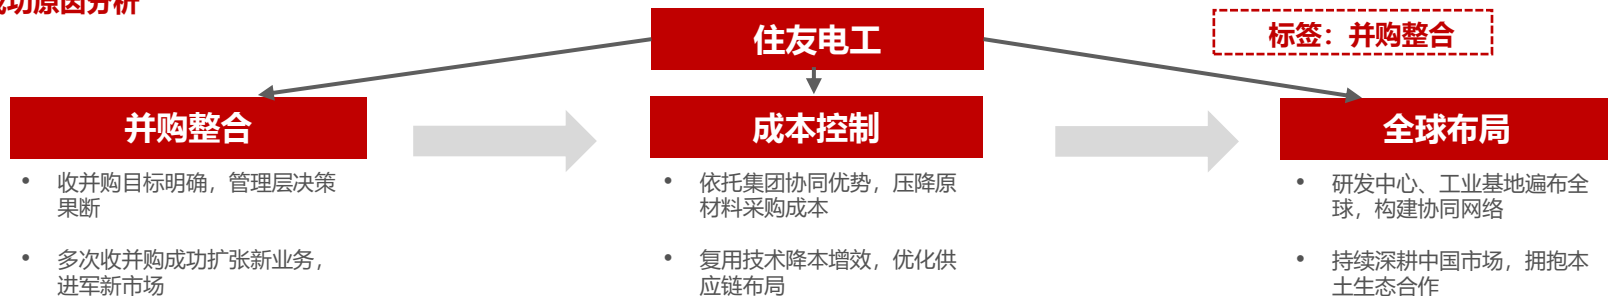 成功原因分析
住友电工
标签：并购整合
并购整合
成本控制
全球布局
• 收并购目标明确，管理层决策
果断
• 多次收并购成功扩张新业务，
进军新市场
• 依托集团协同优势，压降原
材料采购成本
• 复用技术降本增效，优化供
应链布局
• 研发中心、工业基地遍布全
球，构建协同网络
• 持续深耕中国市场，拥抱本
土生态合作